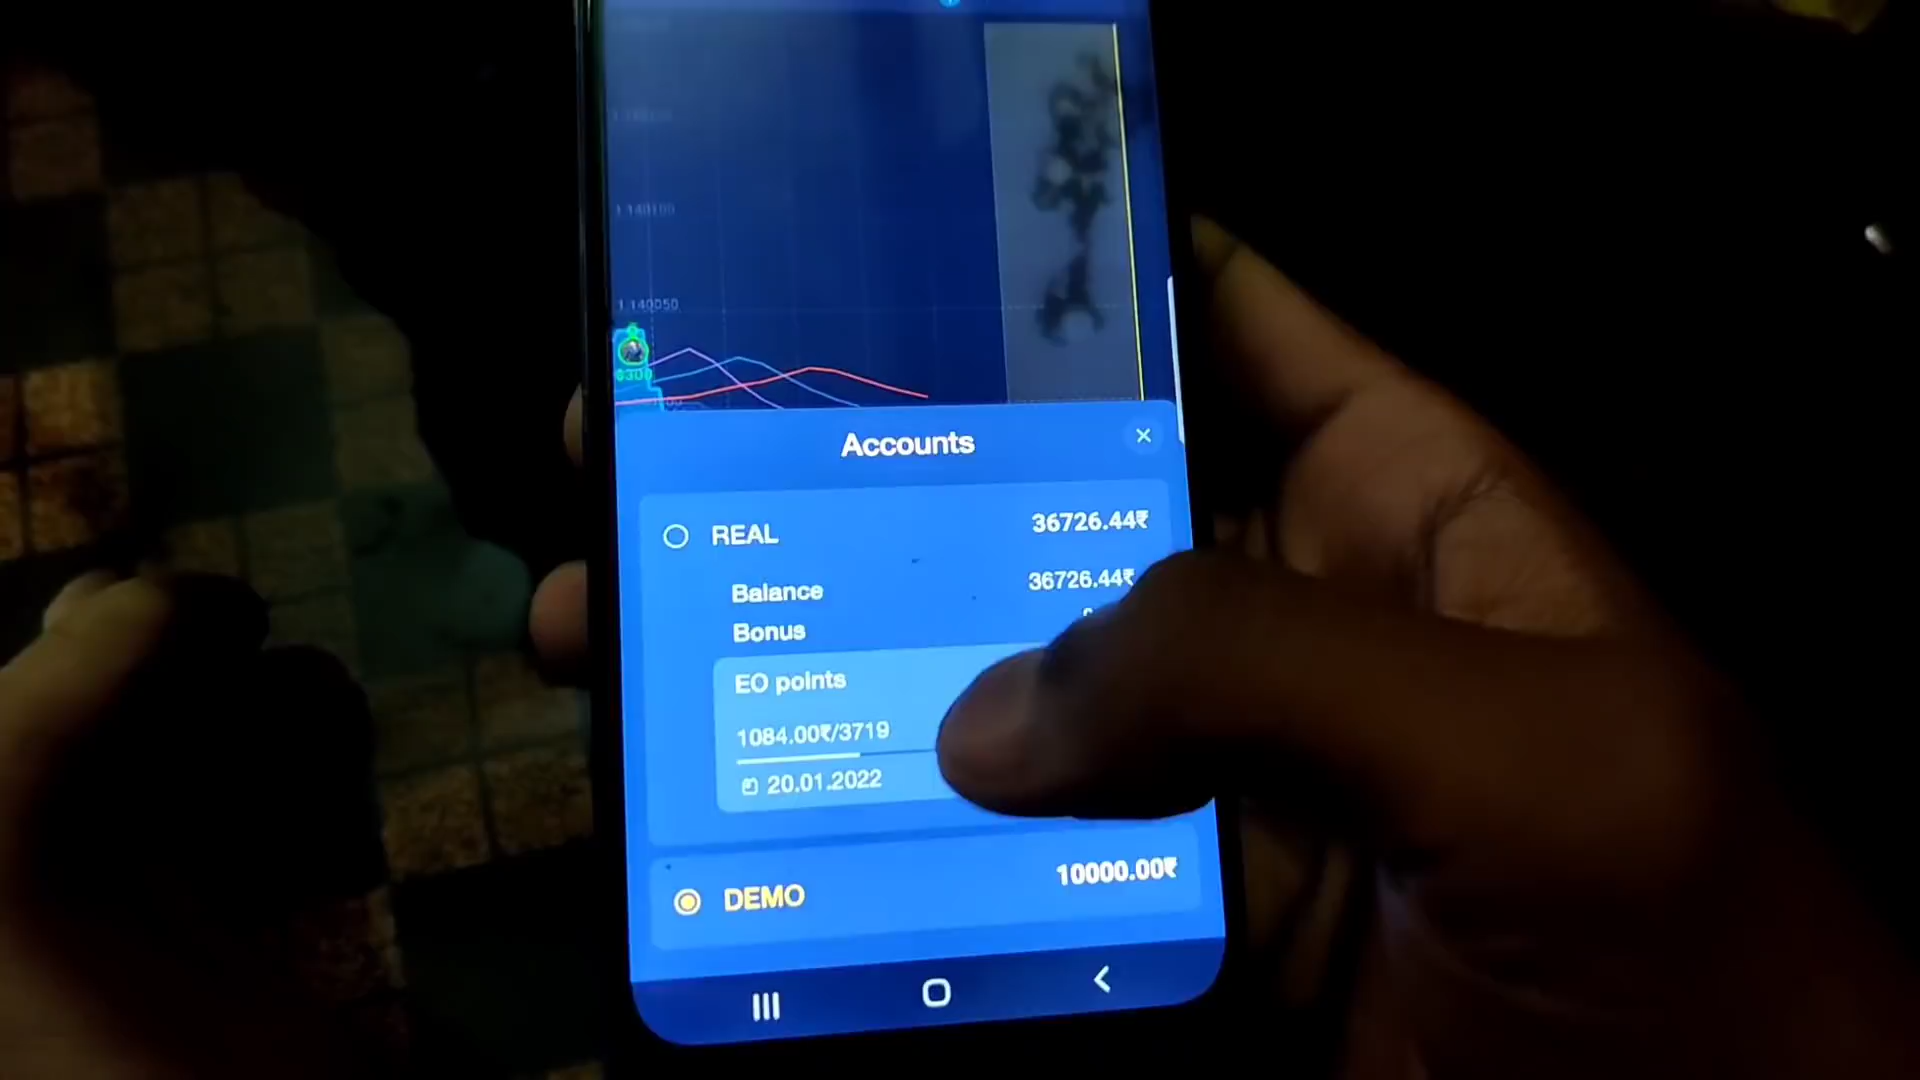 1.140100
1.140050
$300
Accounts
REAL 36726.44₹
Balance 36726.44₹
Bonus
EO points
1084.00₹/3719
20.01.2022
DEMO 10000.00₹